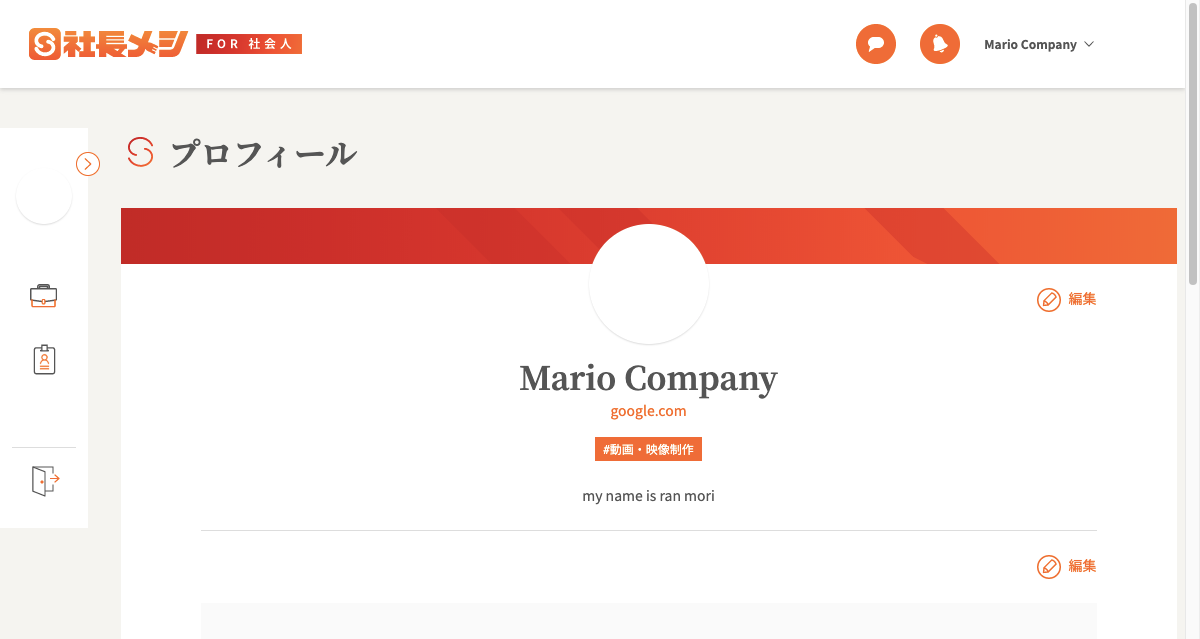 社長メシ FOR 社会人
Mario Company
プロフィール
編集
Mario Company
google.com
#動画・映像制作
my name is ran mori
編集